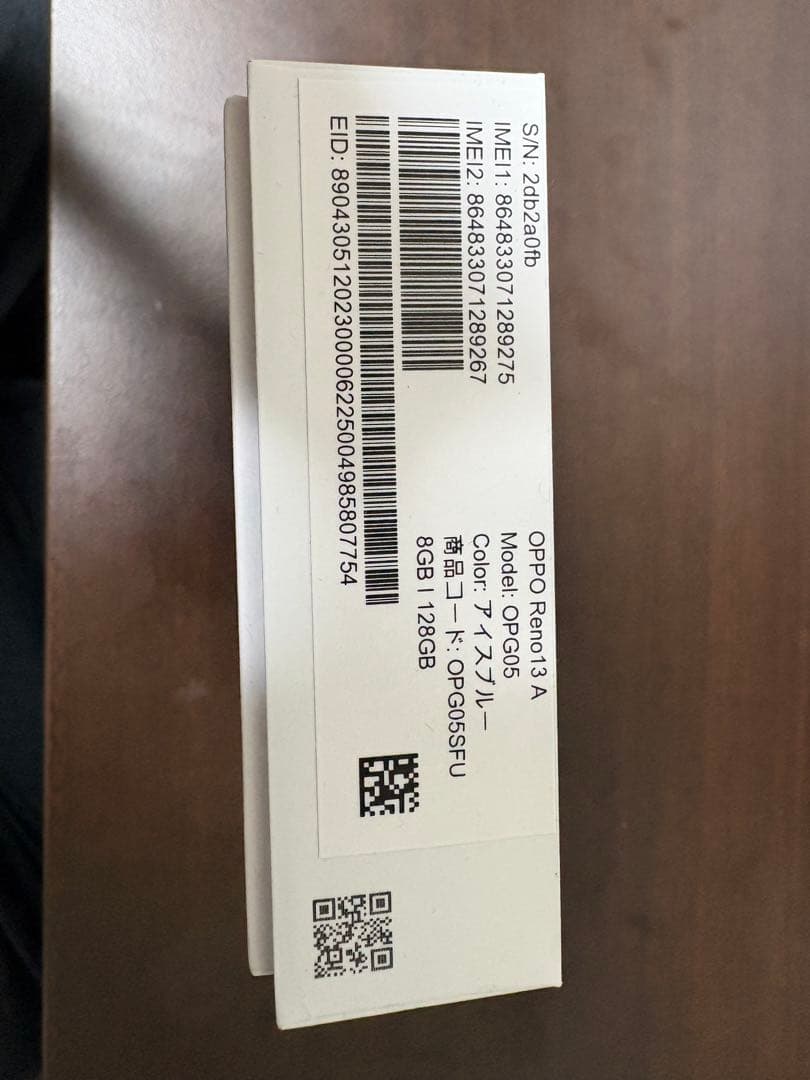 S/N: 2db2a0fb
IMEI1: 864833071289275
IMEI2: 864833071289267
EID: 89043051202300006225004985807754
OPPO Reno13 A
Model: OPG05
Color: アイスブルー
商品コード: OPG05SFU
8GB | 128GB